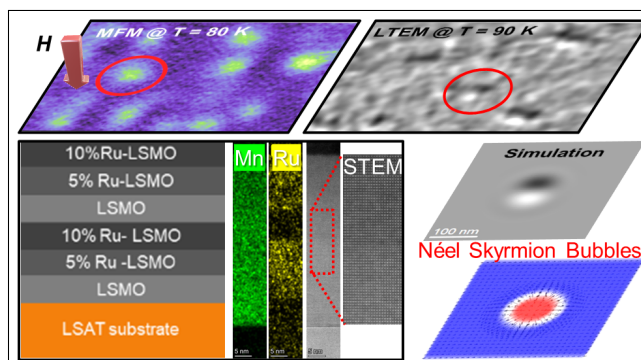 H
MFM @ T = 80 K
LTEM @ T = 90 K
10%Ru-LSMO
5% Ru-LSMO
LSMO
10%Ru- LSMO
5% Ru -LSMO
LSMO
LSAT substrate
Mn
Ru
STEM
5 nm
5 nm
Simulation
100 nm
Néel Skyrmion Bubbles